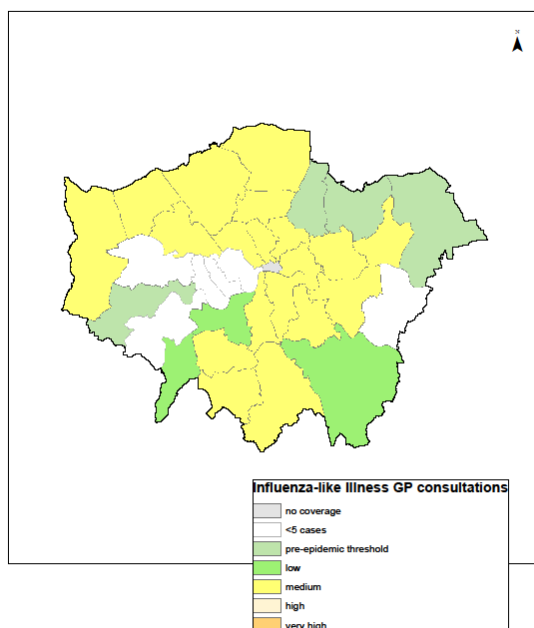 N
Influenza-like Illness GP consultations
no coverage
<5 cases
pre-epidemic threshold
low
medium
high
very high